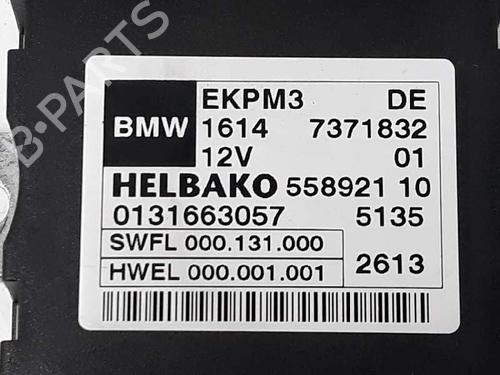 BMW
EKPM3 DE
1614 7371832
12V 01
HELBAKO 558921 10
0131663057 5135
SWFL 000.131.000
HWEL 000.001.001
2613
B-PARTS